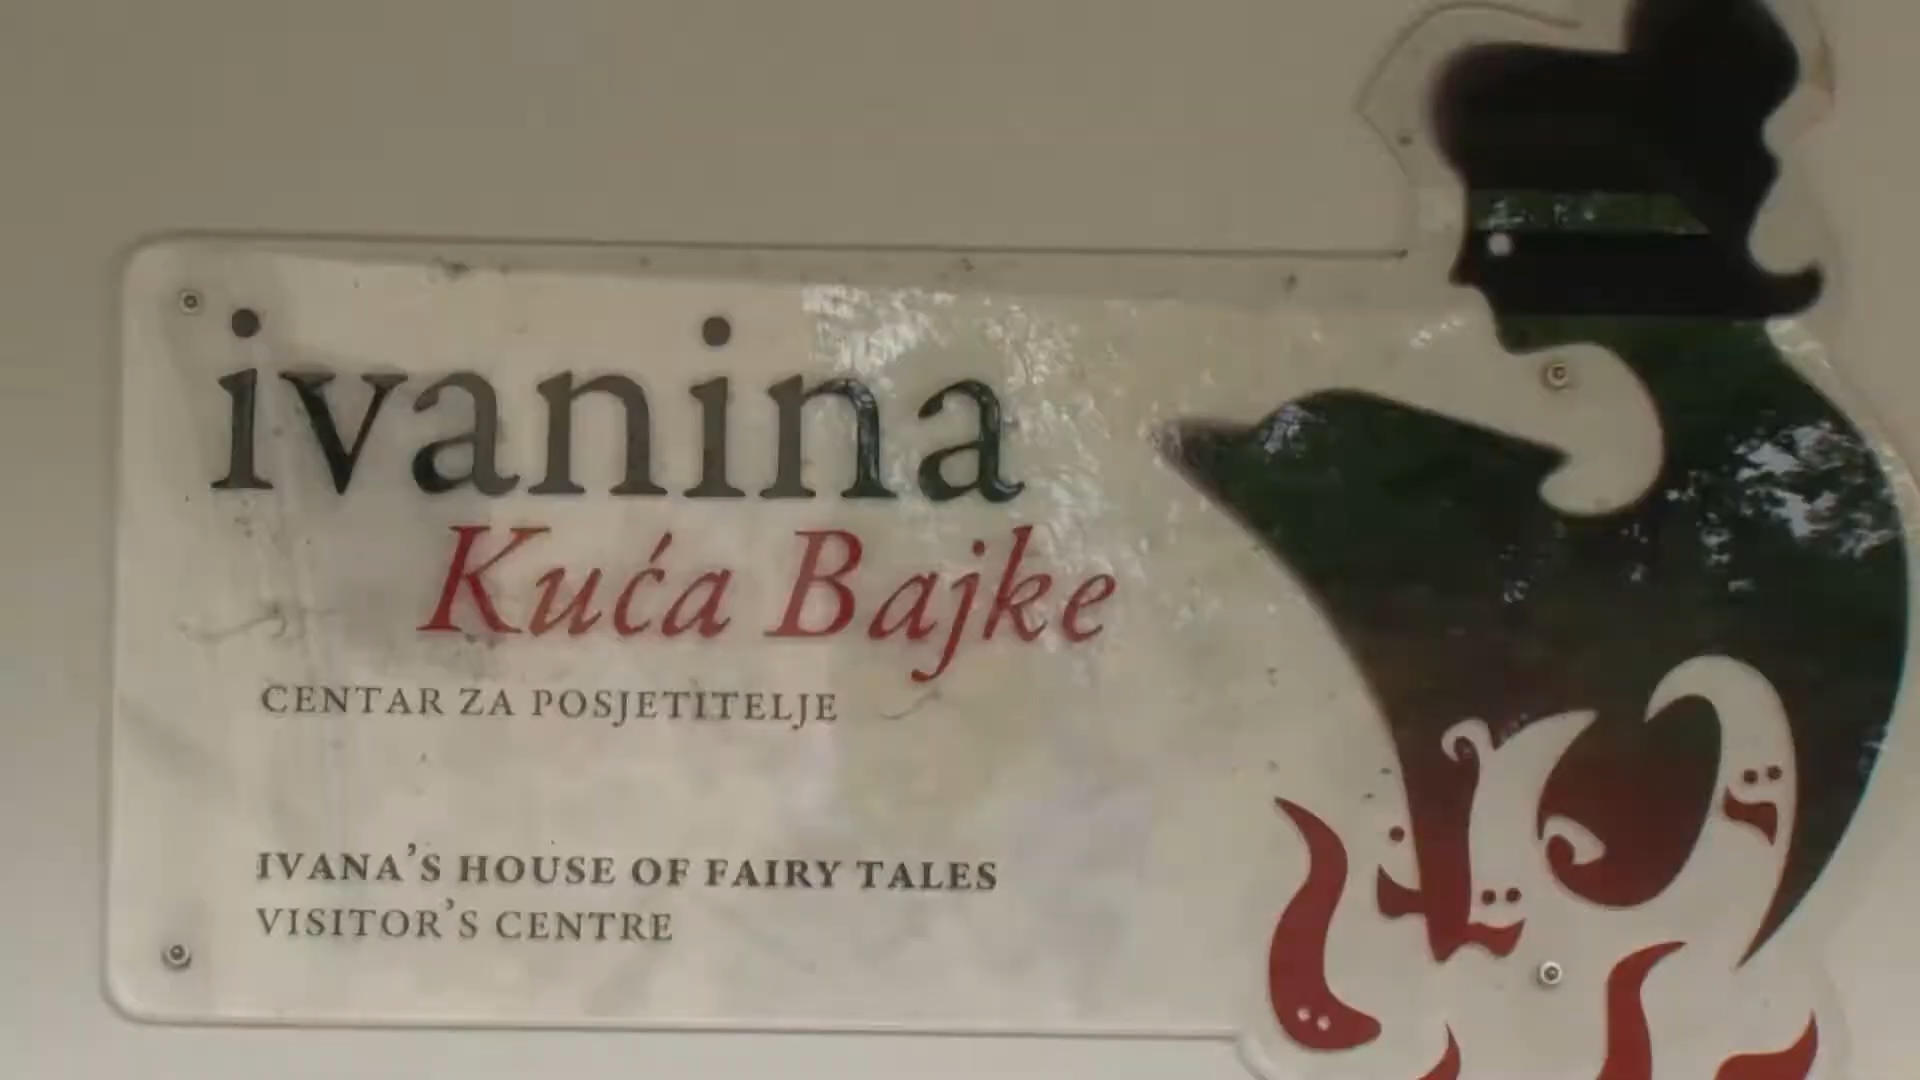 ivanina
Kuća Bajke
CENTAR ZA POSJETITELJE
IVANA'S HOUSE OF FAIRY TALES
VISITOR'S CENTRE